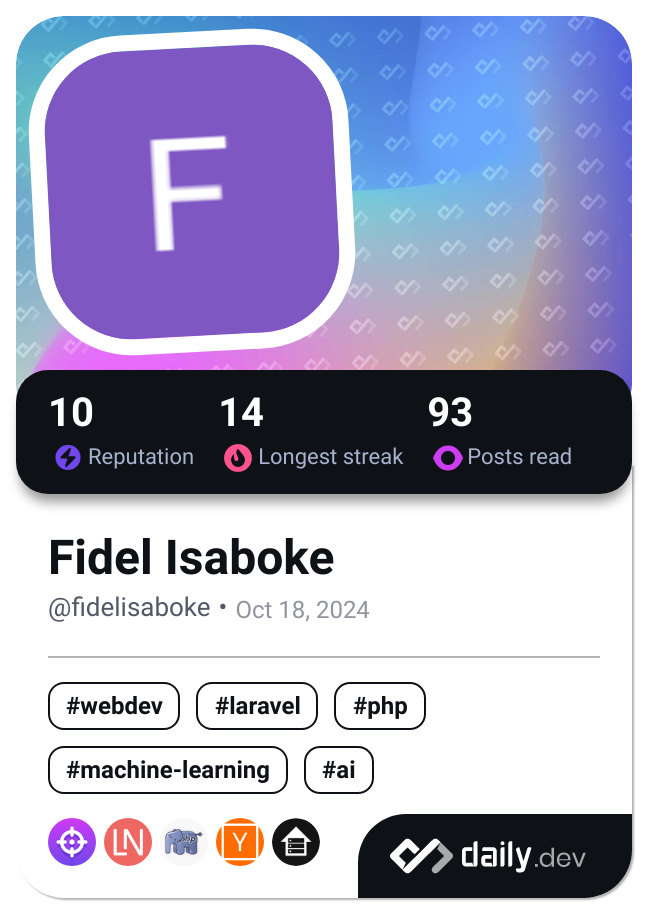 F
10 14 93
Reputation Longest streak Posts read
Fidel Isaboke
@fidelisaboke • Oct 18, 2024
#webdev #laravel #php
#machine-learning #ai
LN php Y
daily.dev